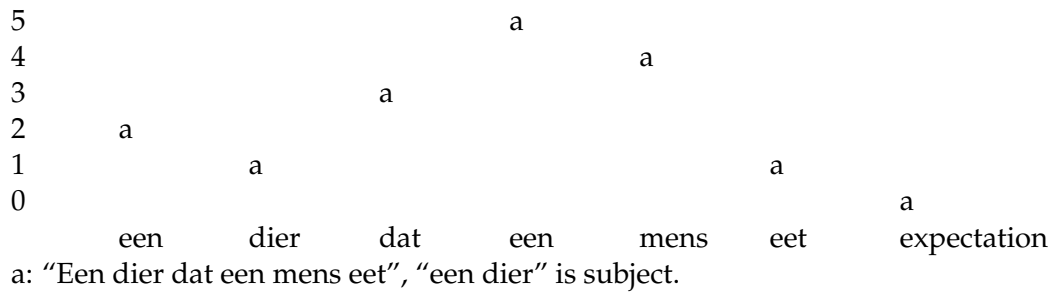 5 a
4 a
3 a
2 a
1 a a
0 a
een dier dat een mens eet expectation
a: “Een dier dat een mens eet”, “een dier” is subject.